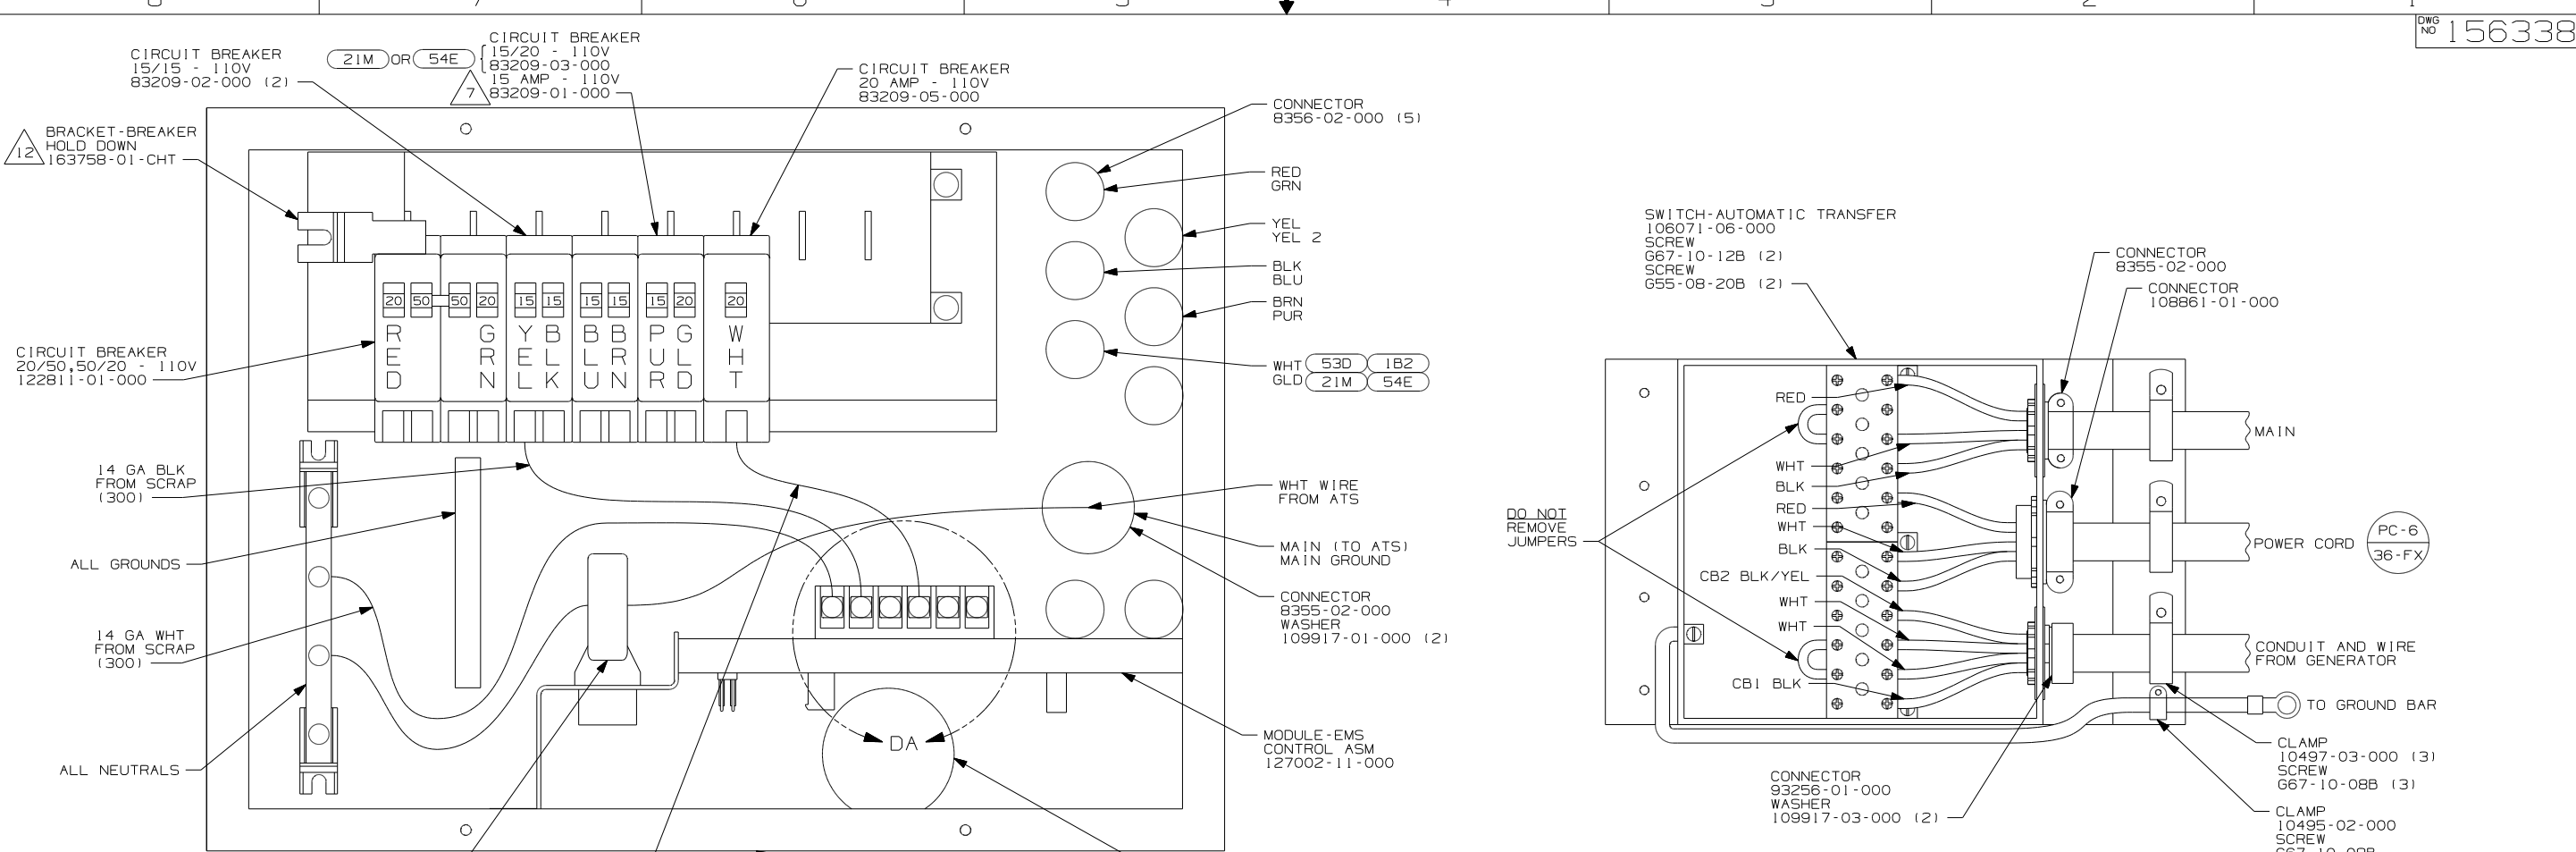 DWG
NO 156338
CIRCUIT BREAKER
15/15 - 110V
83209-02-000 (2)
21M OR 54E
CIRCUIT BREAKER
15/20 - 110V
83209-03-000
7
15 AMP - 110V
83209-01-000
CIRCUIT BREAKER
20 AMP - 110V
83209-05-000
12
BRACKET-BREAKER
HOLD DOWN
163758-01-CHT
CONNECTOR
8356-02-000 (5)
RED
GRN
YEL
YEL 2
BLK
BLU
BRN
PUR
WHT 53D 1B2
GLD 21M 54E
20 50 50 20 15 15 15 15 15 20 20
RED
GRN
YEL
BLK
BLU
BRN
PUR
GLD
WHT
CIRCUIT BREAKER
20/50,50/20 - 110V
122811-01-000
14 GA BLK
FROM SCRAP
(300)
ALL GROUNDS
14 GA WHT
FROM SCRAP
(300)
ALL NEUTRALS
WHT WIRE
FROM ATS
MAIN (TO ATS)
MAIN GROUND
CONNECTOR
8355-02-000
WASHER
109917-01-000 (2)
DA
MODULE-EMS
CONTROL ASM
127002-11-000
SWITCH-AUTOMATIC TRANSFER
106071-06-000
SCREW
G67-10-12B (2)
SCREW
G55-08-20B (2)
CONNECTOR
8355-02-000
CONNECTOR
108861-01-000
RED
WHT
BLK
RED
WHT
BLK
CB2 BLK/YEL
WHT
WHT
CB1 BLK
DO NOT
REMOVE
JUMPERS
MAIN
POWER CORD
PC-6
36-FX
CONDUIT AND WIRE
FROM GENERATOR
TO GROUND BAR
CLAMP
10497-03-000 (3)
SCREW
G67-10-08B (3)
CONNECTOR
93256-01-000
WASHER
109917-03-000 (2)
CLAMP
10495-02-000
SCREW